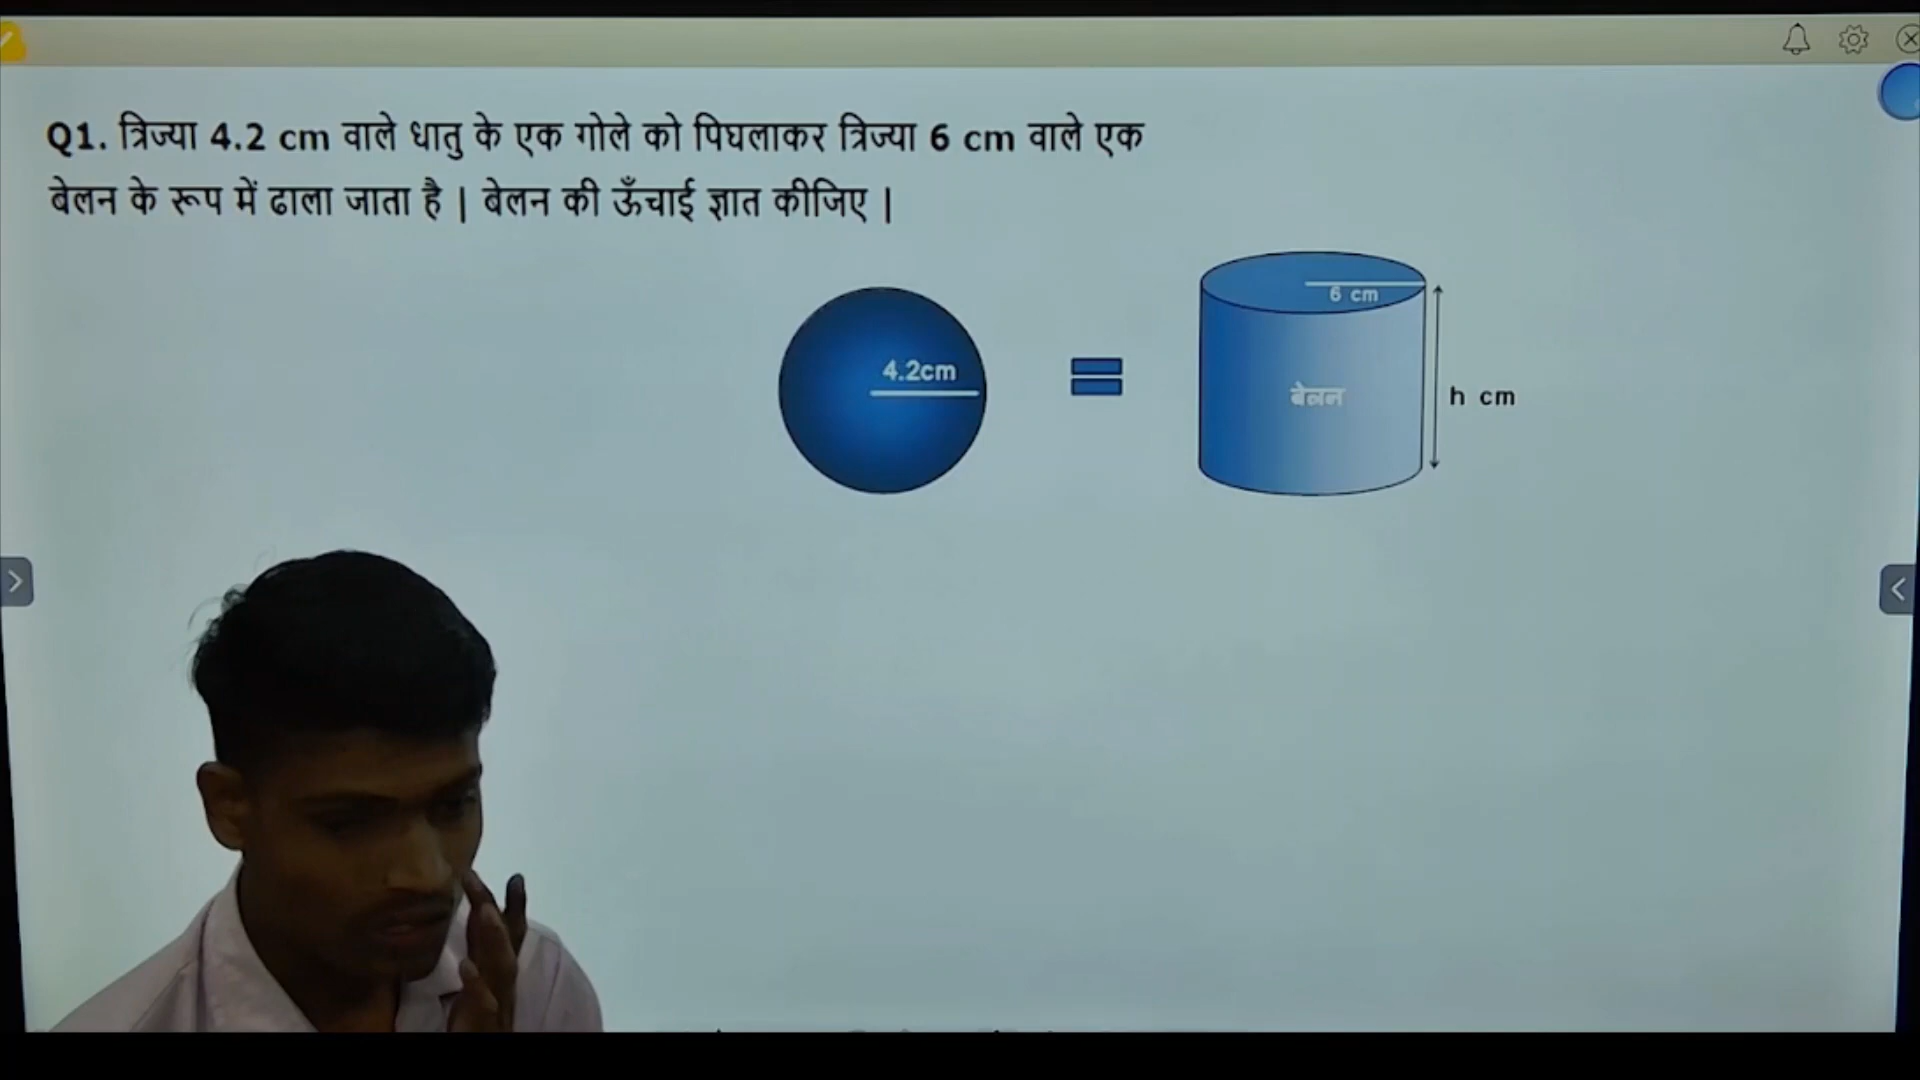 Q1. त्रिज्या 4.2 cm वाले धातु के एक गोले को पिघलाकर त्रिज्या 6 cm वाले एक
बेलन के रूप में ढाला जाता है | बेलन की ऊँचाई ज्ञात कीजिए |
6 cm
4.2cm
बेलन
h cm